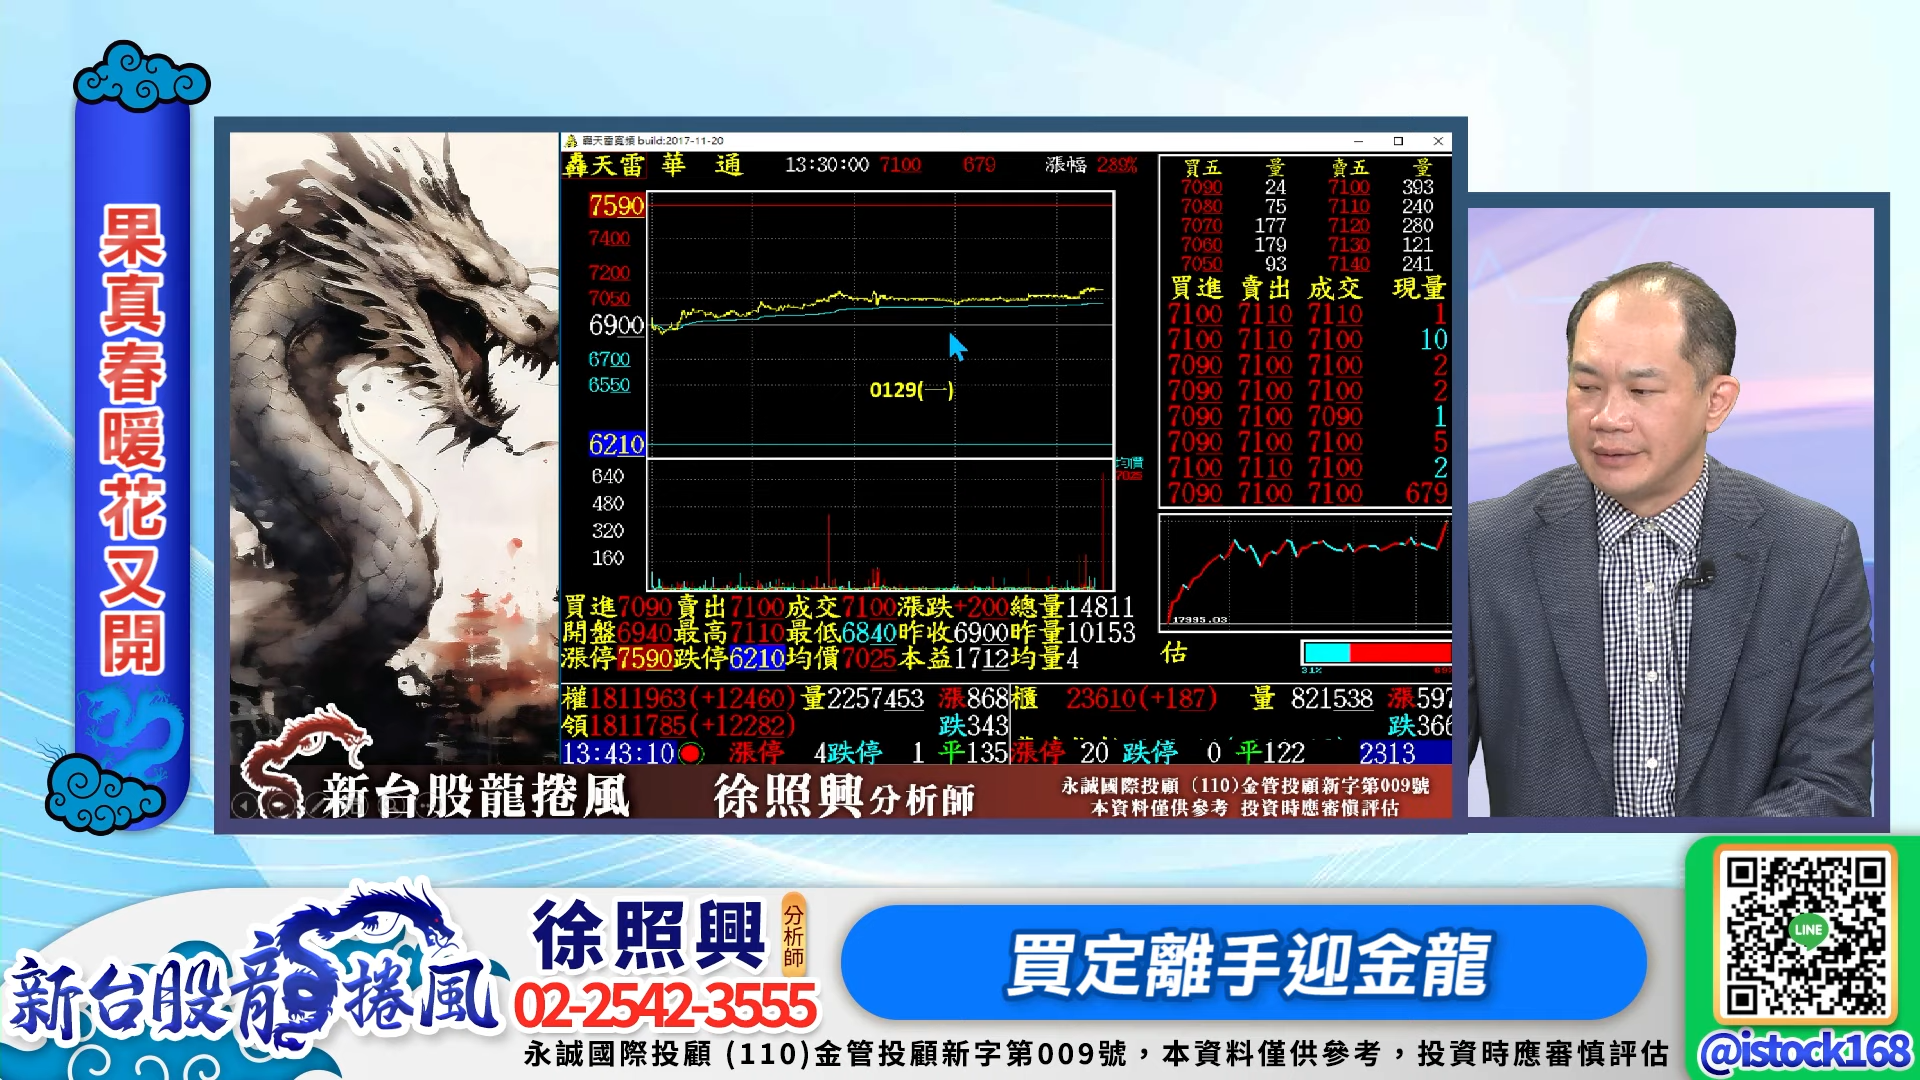 果真春暖花又開
轟天雷寬頻 build:2017-11-20
轟天雷 華 通 13:30:00 7100 679 漲幅 289%
7590
7400
7200
7050
6900
6700
6550
6210
0129(一)
640
480
320
160
均價
7025
買五 量 賣五 量
7090 24 7100 393
7080 75 7110 240
7070 177 7120 280
7060 179 7130 121
7050 93 7140 241
買進 賣出 成交 現量
7100 7110 7110 1
7100 7110 7100 10
7090 7100 7100 2
7090 7100 7100 2
7090 7100 7090 1
7090 7100 7100 5
7100 7110 7100 2
7090 7100 7100 679
17995.03
估
31%
買進7090賣出7100成交7100漲跌+200總量14811
開盤6940最高7110最低6840昨收6900昨量10153
漲停7590跌停6210均價7025本益1712均量4
權1811963(+12460)量2257453 漲868
領1811785(+12282) 跌343
櫃 23610(+187) 量 821538 漲597
跌366
13:43:10 漲停 4跌停 1 平135
漲停 20 跌停 0 平122 2313
新台股龍捲風 徐照興分析師
永誠國際投顧 (110)金管投顧新字第009號
本資料僅供參考 投資時應審慎評估
新台股龍捲風
徐照興
分析師
02-2542-3555
買定離手迎金龍
LINE
@istock168
永誠國際投顧 (110)金管投顧新字第009號，本資料僅供參考，投資時應審慎評估